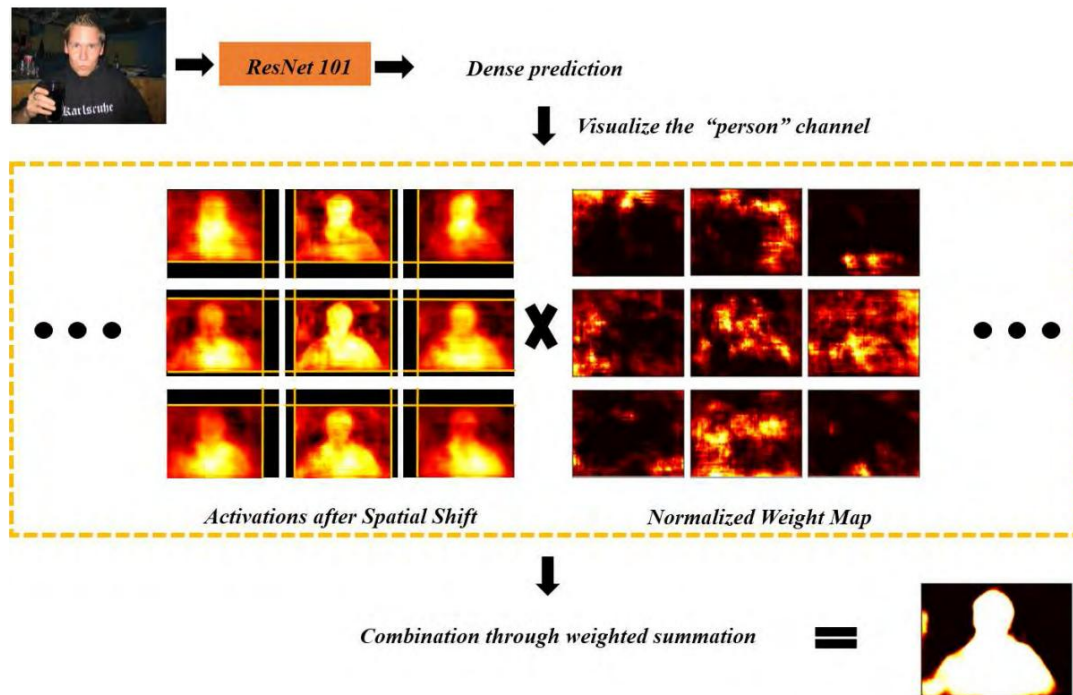 Karlsruhe
ResNet 101
Dense prediction
Visualize the “person” channel
Activations after Spatial Shift
Normalized Weight Map
Combination through weighted summation